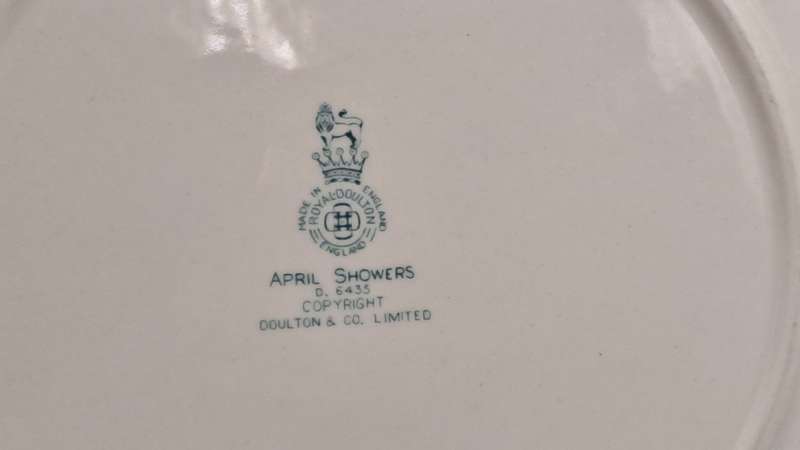 MADE IN ENGLAND
ROYAL·DOULTON
ENGLAND
APRIL SHOWERS
D. 6435
COPYRIGHT
DOULTON & CO. LIMITED